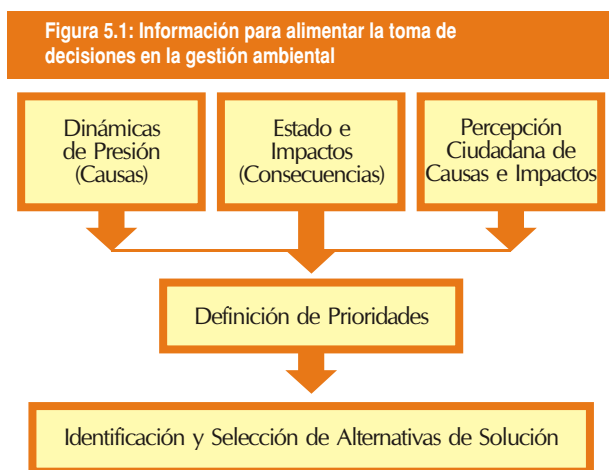 Figura 5.1: Información para alimentar la toma de
decisiones en la gestión ambiental
Dinámicas
de Presión
(Causas)
Estado e
Impactos
(Consecuencias)
Percepción
Ciudadana de
Causas e Impactos
Definición de Prioridades
Identificación y Selección de Alternativas de Solución